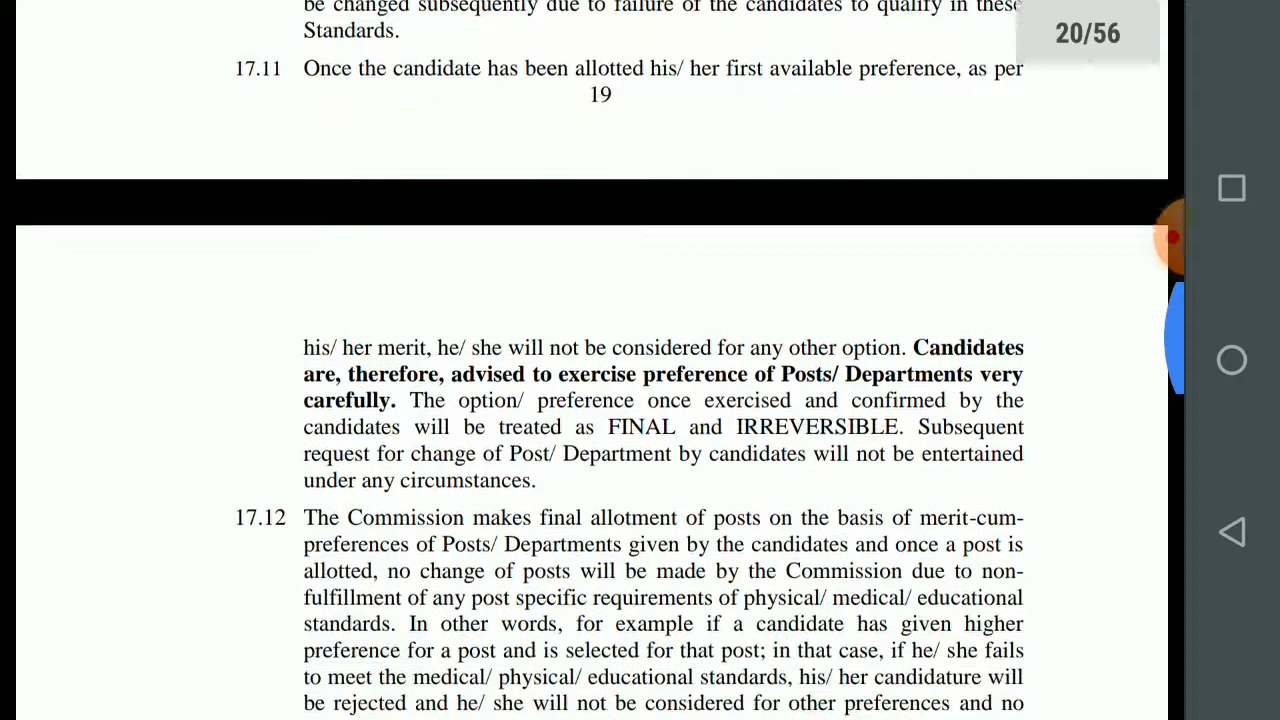 be changed subsequently due to failure of the candidates to qualify in these
Standards.
20/56
17.11 Once the candidate has been allotted his/ her first available preference, as per
19
his/ her merit, he/ she will not be considered for any other option. Candidates
are, therefore, advised to exercise preference of Posts/ Departments very
carefully. The option/ preference once exercised and confirmed by the
candidates will be treated as FINAL and IRREVERSIBLE. Subsequent
request for change of Post/ Department by candidates will not be entertained
under any circumstances.
17.12 The Commission makes final allotment of posts on the basis of merit-cum-
preferences of Posts/ Departments given by the candidates and once a post is
allotted, no change of posts will be made by the Commission due to non-
fulfillment of any post specific requirements of physical/ medical/ educational
standards. In other words, for example if a candidate has given higher
preference for a post and is selected for that post; in that case, if he/ she fails
to meet the medical/ physical/ educational standards, his/ her candidature will
be rejected and he/ she will not be considered for other preferences and no